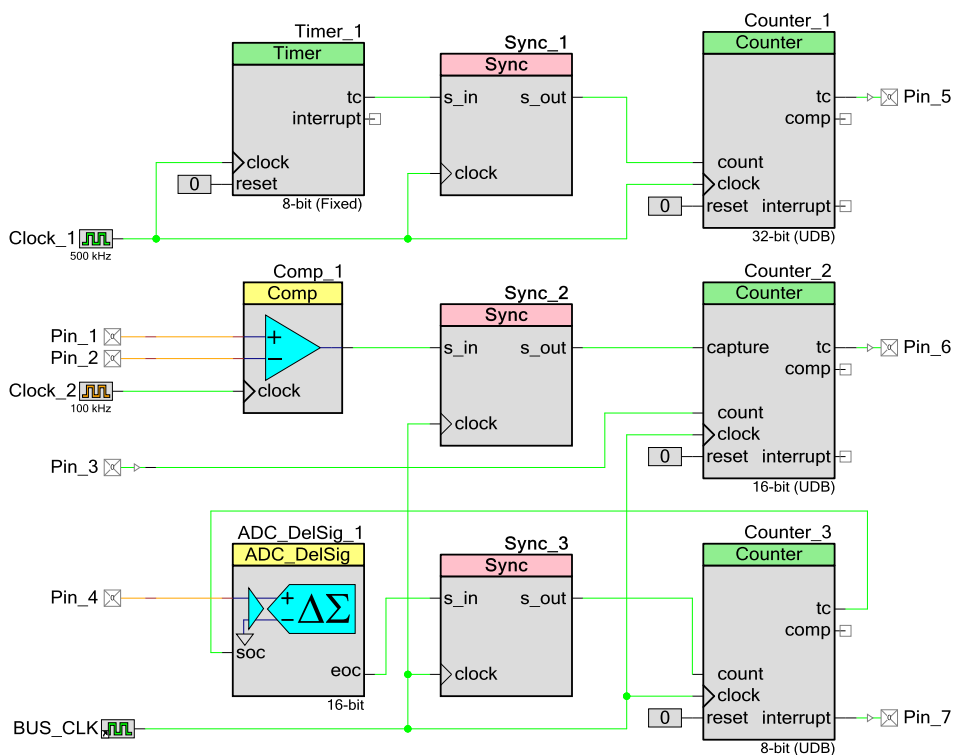 Timer_1
Timer
tc
interrupt
clock
0
reset
8-bit (Fixed)
Sync_1
Sync
s_in
s_out
clock
Counter_1
Counter
tc
Pin_5
comp
count
clock
0
reset
interrupt
32-bit (UDB)
Clock_1
500 kHz
Comp_1
Comp
Pin_1
+
Pin_2
−
Clock_2
clock
100 kHz
Sync_2
Sync
s_in
s_out
clock
Counter_2
Counter
capture
tc
Pin_6
comp
count
clock
0
reset
interrupt
16-bit (UDB)
Pin_3
ADC_DelSig_1
ADC_DelSig
Pin_4
+
−
ΔΣ
soc
eoc
16-bit
Sync_3
Sync
s_in
s_out
clock
Counter_3
Counter
tc
comp
count
clock
0
reset
interrupt
Pin_7
8-bit (UDB)
BUS_CLK